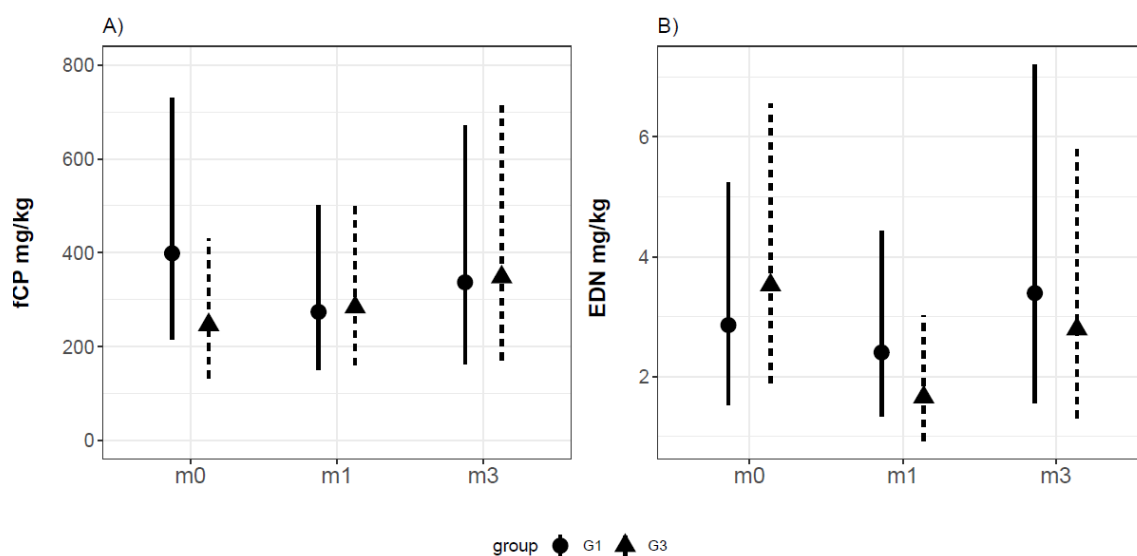 A)
800
600
400
200
0
fCP mg/kg
m0 m1 m3
B)
6
4
2
EDN mg/kg
m0 m1 m3
group G1 G3